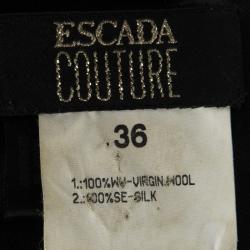 ESCADA
COUTURE
36
1.:100%WV-VIRGIN WOOL
2.:100%SE-SILK